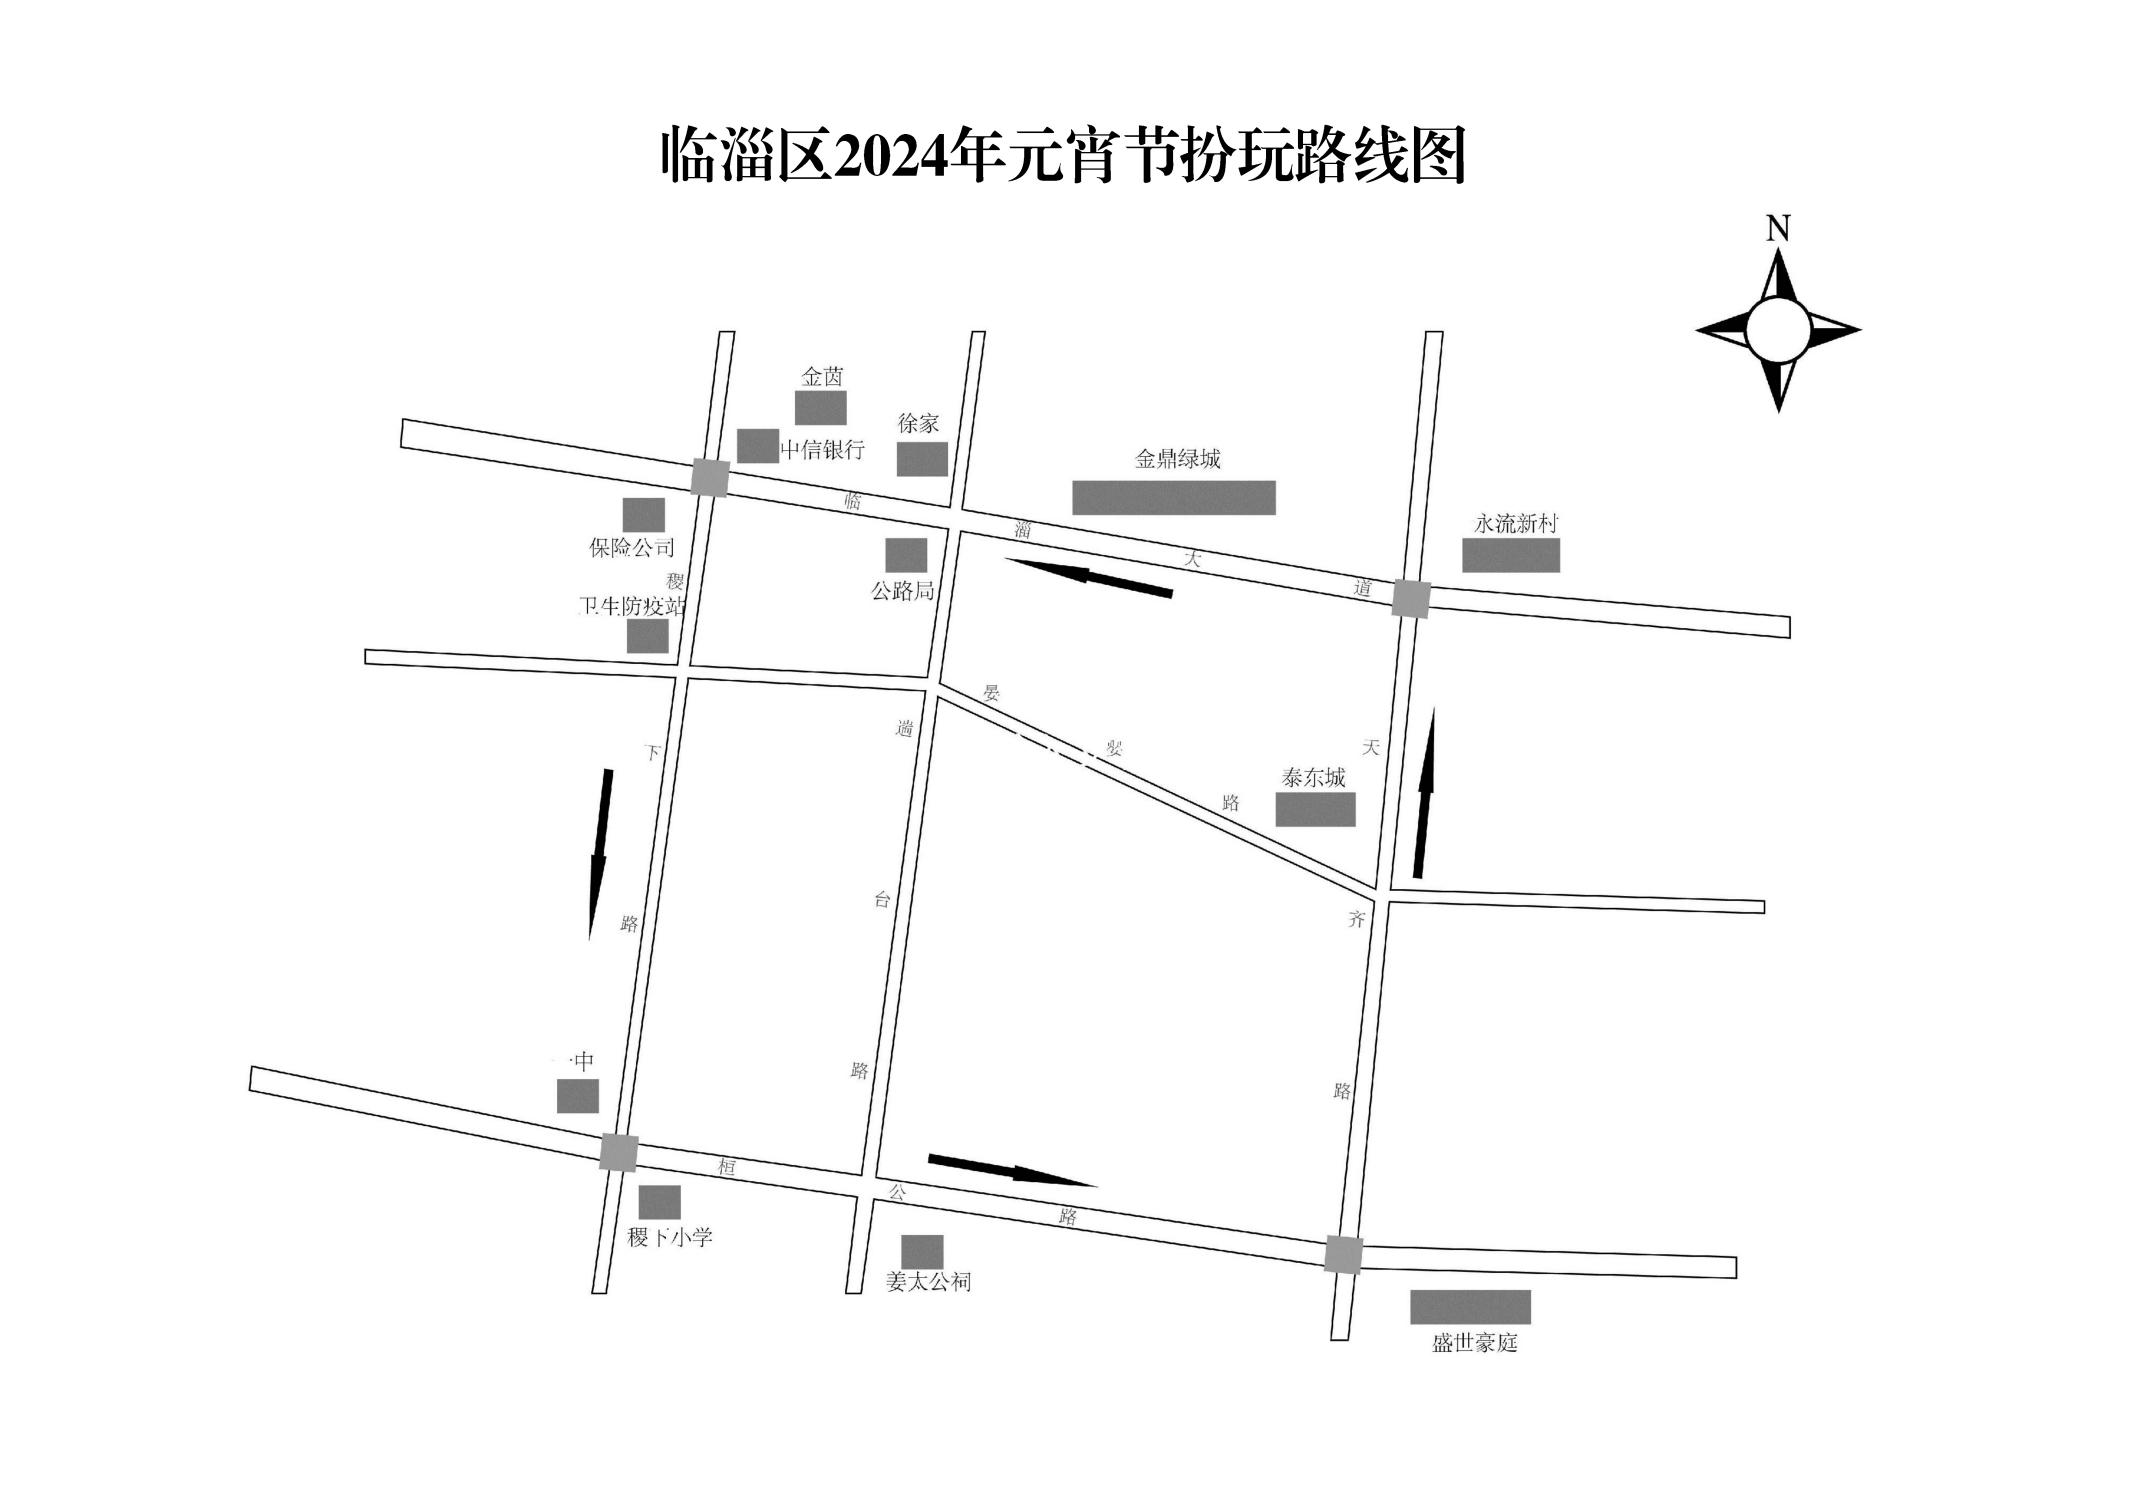 临淄区2024年元宵节扮玩路线图
N
金茵
中信银行
徐家
金鼎绿城
永流新村
临淄大道
保险公司
公路局
卫生防疫站
稷下路
晏婴路
遄台路
天齐路
泰东城
一中
桓公路
稷下小学
姜太公祠
盛世豪庭